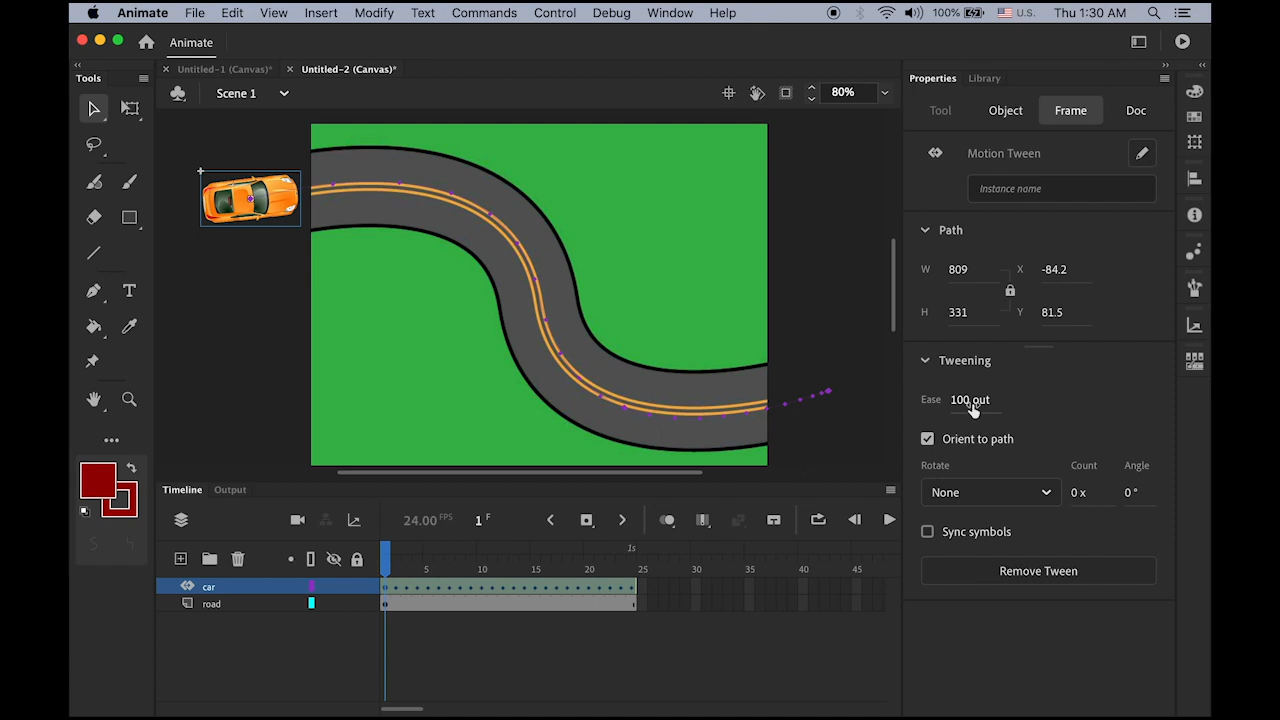 Animate File Edit View Insert Modify Text Commands Control Debug Window Help 100% U.S. Thu 1:30 AM
Animate
Tools
Untitled-1 (Canvas)* Untitled-2 (Canvas)*
Properties Library
Scene 1 80%
Tool Object Frame Doc
Motion Tween
Instance name
Path
W 809 X -84.2
H 331 Y 81.5
Tweening
Ease 100 out
Orient to path
Rotate Count Angle
None 0 x 0°
Sync symbols
Remove Tween
Timeline Output
24.00 FPS 1 F
1s
5 10 15 20 25 30 35 40 45
car
road